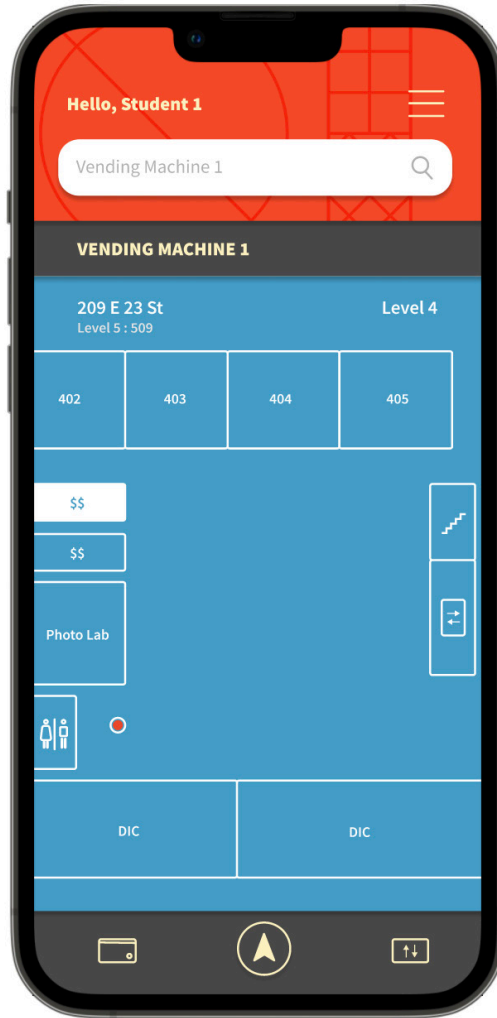 Hello, Student 1
Vending Machine 1
VENDING MACHINE 1
209 E 23 St
Level 4
Level 5 : 509
402
403
404
405
$$
$$
Photo Lab
DIC
DIC